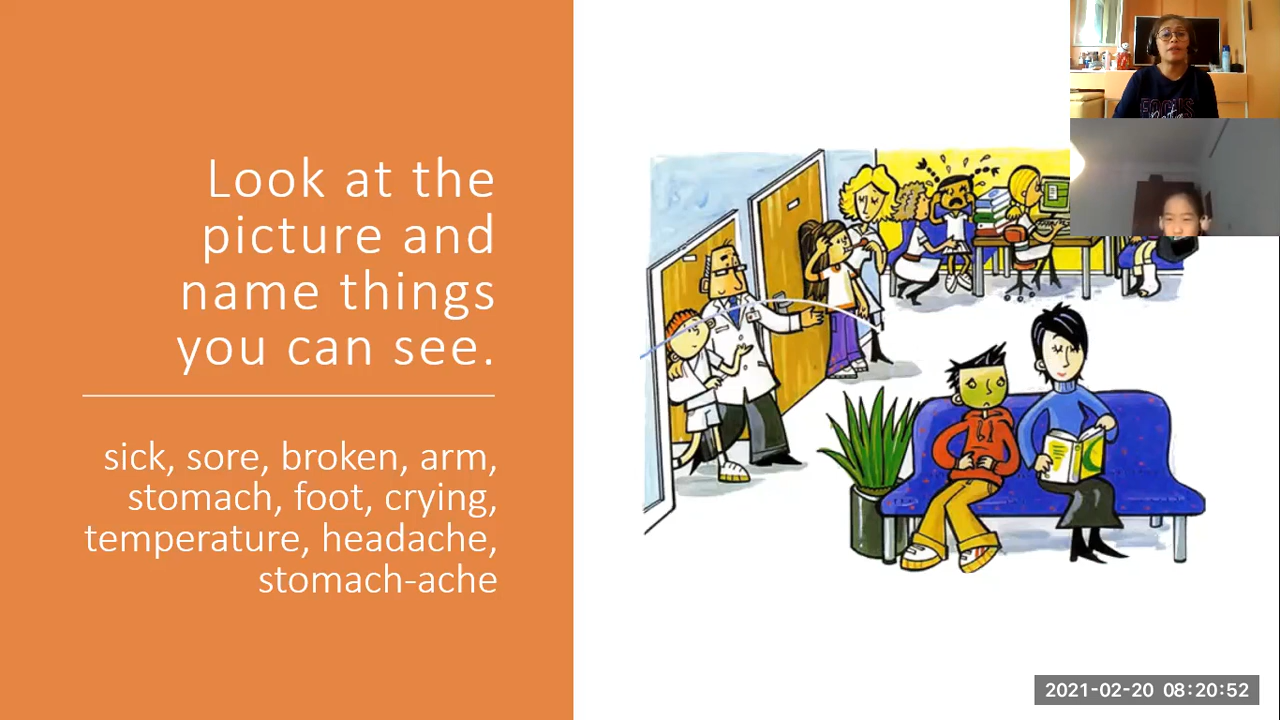 Look at the
picture and
name things
you can see.
sick, sore, broken, arm,
stomach, foot, crying,
temperature, headache,
stomach-ache
FOCUS
2021-02-20 08:20:52